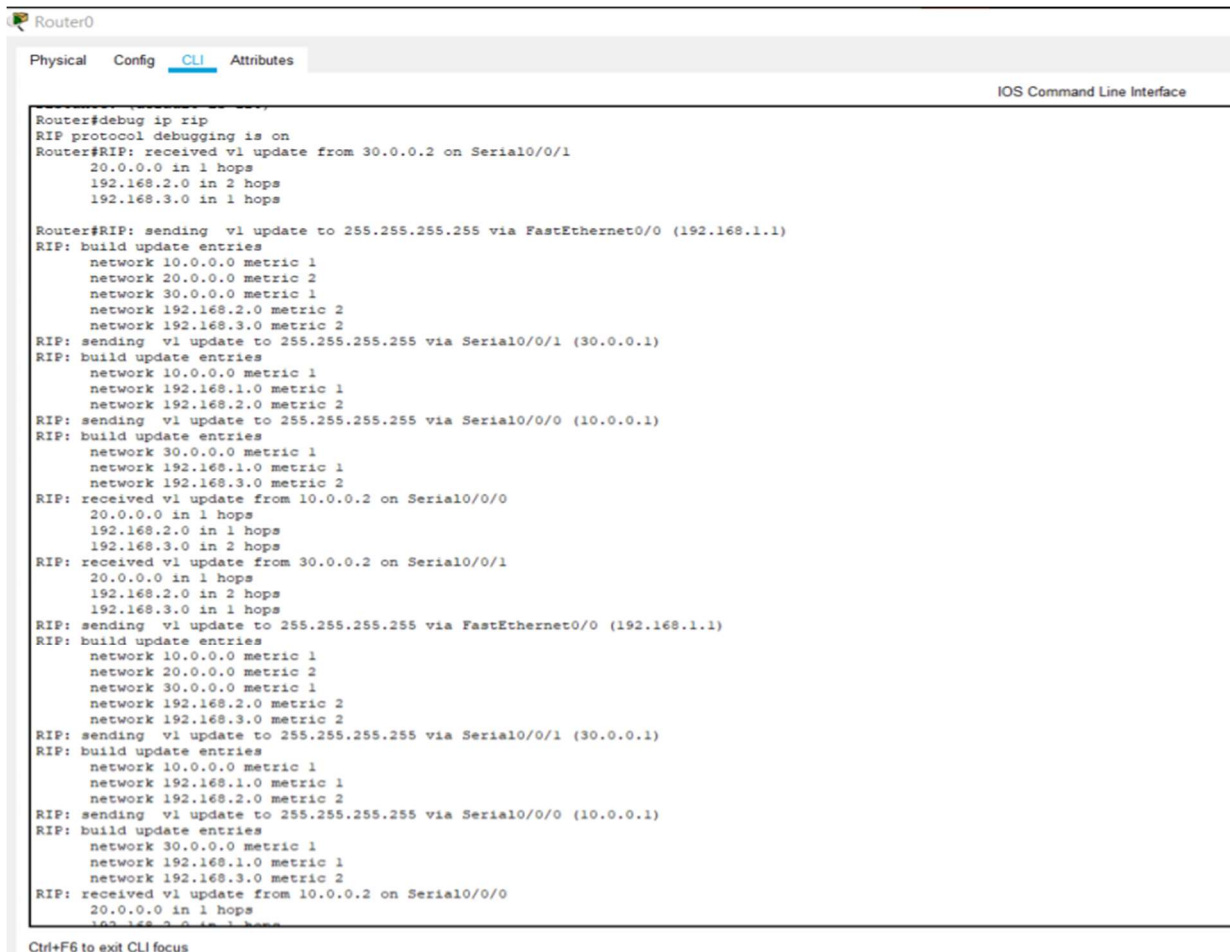 Router0
Physical Config CLI Attributes
IOS Command Line Interface
Router#debug ip rip
RIP protocol debugging is on
Router#RIP: received v1 update from 30.0.0.2 on Serial0/0/1
20.0.0.0 in 1 hops
192.168.2.0 in 2 hops
192.168.3.0 in 1 hops
Router#RIP: sending  v1 update to 255.255.255.255 via FastEthernet0/0 (192.168.1.1)
RIP: build update entries
network 10.0.0.0 metric 1
network 20.0.0.0 metric 2
network 30.0.0.0 metric 1
network 192.168.2.0 metric 2
network 192.168.3.0 metric 2
RIP: sending  v1 update to 255.255.255.255 via Serial0/0/1 (30.0.0.1)
RIP: build update entries
network 10.0.0.0 metric 1
network 192.168.1.0 metric 1
network 192.168.2.0 metric 2
RIP: sending  v1 update to 255.255.255.255 via Serial0/0/0 (10.0.0.1)
RIP: build update entries
network 30.0.0.0 metric 1
network 192.168.1.0 metric 1
network 192.168.3.0 metric 2
RIP: received v1 update from 10.0.0.2 on Serial0/0/0
20.0.0.0 in 1 hops
192.168.2.0 in 1 hops
192.168.3.0 in 2 hops
RIP: received v1 update from 30.0.0.2 on Serial0/0/1
20.0.0.0 in 1 hops
192.168.2.0 in 2 hops
192.168.3.0 in 1 hops
RIP: sending  v1 update to 255.255.255.255 via FastEthernet0/0 (192.168.1.1)
RIP: build update entries
network 10.0.0.0 metric 1
network 20.0.0.0 metric 2
network 30.0.0.0 metric 1
network 192.168.2.0 metric 2
network 192.168.3.0 metric 2
RIP: sending  v1 update to 255.255.255.255 via Serial0/0/1 (30.0.0.1)
RIP: build update entries
network 10.0.0.0 metric 1
network 192.168.1.0 metric 1
network 192.168.2.0 metric 2
RIP: sending  v1 update to 255.255.255.255 via Serial0/0/0 (10.0.0.1)
RIP: build update entries
network 30.0.0.0 metric 1
network 192.168.1.0 metric 1
network 192.168.3.0 metric 2
RIP: received v1 update from 10.0.0.2 on Serial0/0/0
20.0.0.0 in 1 hops
192.168.2.0 in 1 hops
Ctrl+F6 to exit CLI focus